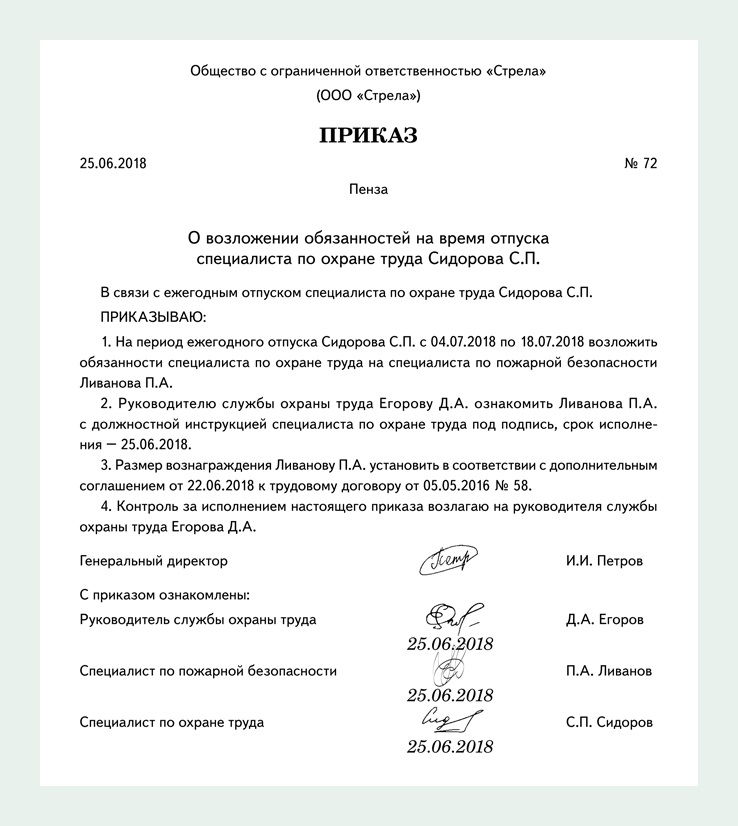 Общество с ограниченной ответственностью «Стрела»
(ООО «Стрела»)
ПРИКАЗ
25.06.2018 № 72
Пенза
О возложении обязанностей на время отпуска
специалиста по охране труда Сидорова С.П.
В связи с ежегодным отпуском специалиста по охране труда Сидорова С.П.
ПРИКАЗЫВАЮ:
1. На период ежегодного отпуска Сидорова С.П. с 04.07.2018 по 18.07.2018 возложить
обязанности специалиста по охране труда на специалиста по пожарной безопасности
Ливанова П.А.
2. Руководителю службы охраны труда Егорову Д.А. ознакомить Ливанова П.А.
с должностной инструкцией специалиста по охране труда под подпись, срок исполне-
ния – 25.06.2018.
3. Размер вознаграждения Ливанову П.А. установить в соответствии с дополнительным
соглашением от 22.06.2018 к трудовому договору от 05.05.2016 № 58.
4. Контроль за исполнением настоящего приказа возлагаю на руководителя службы
охраны труда Егорова Д.А.
Генеральный директор И.И. Петров
С приказом ознакомлены:
Руководитель службы охраны труда Д.А. Егоров
25.06.2018
Специалист по пожарной безопасности П.А. Ливанов
25.06.2018
Специалист по охране труда С.П. Сидоров
25.06.2018